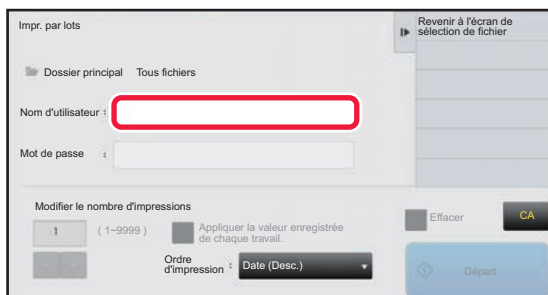 Impr. par lots
Revenir à l'écran de
sélection de fichier
Dossier principal Tous fichiers
Nom d'utilisateur :
Mot de passe :
Modifier le nombre d'impressions
1 ( 1~9999 )
Appliquer la valeur enregistrée
de chaque travail.
Effacer
CA
Ordre
d'impression : Date (Desc.)
Départ